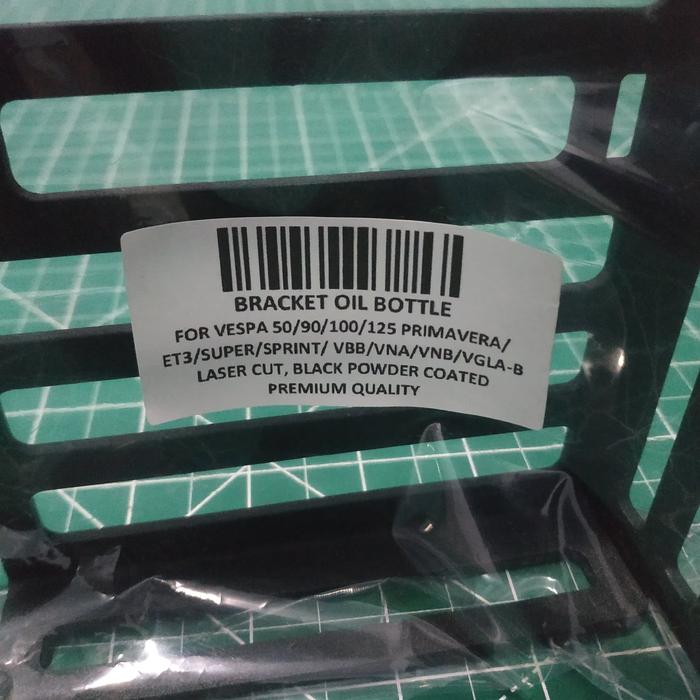 BRACKET OIL BOTTLE
FOR VESPA 50/90/100/125 PRIMAVERA/
ET3/SUPER/SPRINT/ VBB/VNA/VNB/VGLA-B
LASER CUT, BLACK POWDER COATED
PREMIUM QUALITY